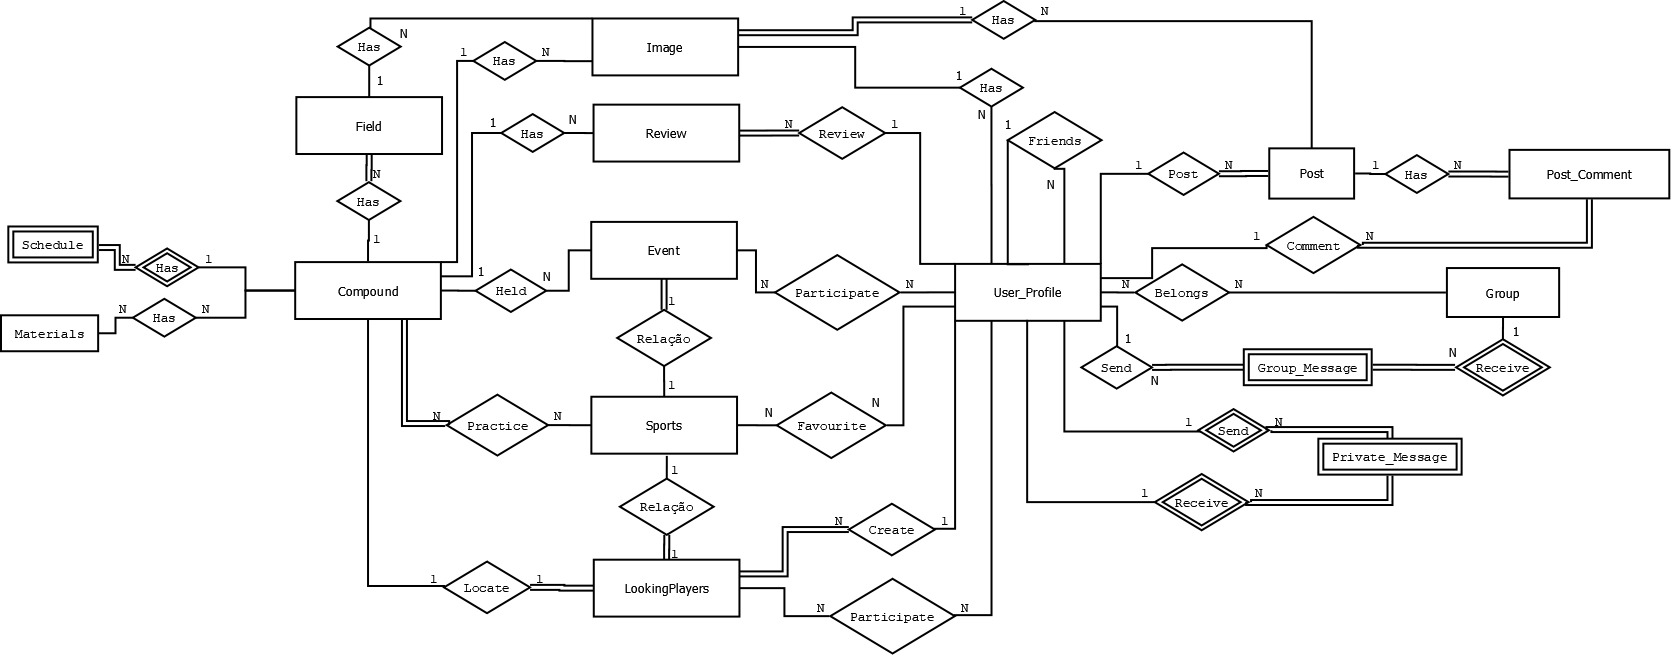 1
Has
N
Has
N
1
Has
N
Image
1
1
Has
N
Field
1
Has
N
Review
N
Review
1
1
Friends
N
1
Post
N
Post
1
Has
N
Post_Comment
N
Has
1
Schedule
N
Has
1
Event
1
Comment
N
Compound
1
Held
N
N
Participate
N
User_Profile
N
Belongs
N
Group
Materials
N
Has
N
1
Relação
1
1
Send
N
Group_Message
N
Receive
1
N
Practice
N
Sports
N
Favourite
N
1
Send
N
Private_Message
1
Relação
1
1
Receive
N
N
Create
1
1
Locate
1
LookingPlayers
N
Participate
N